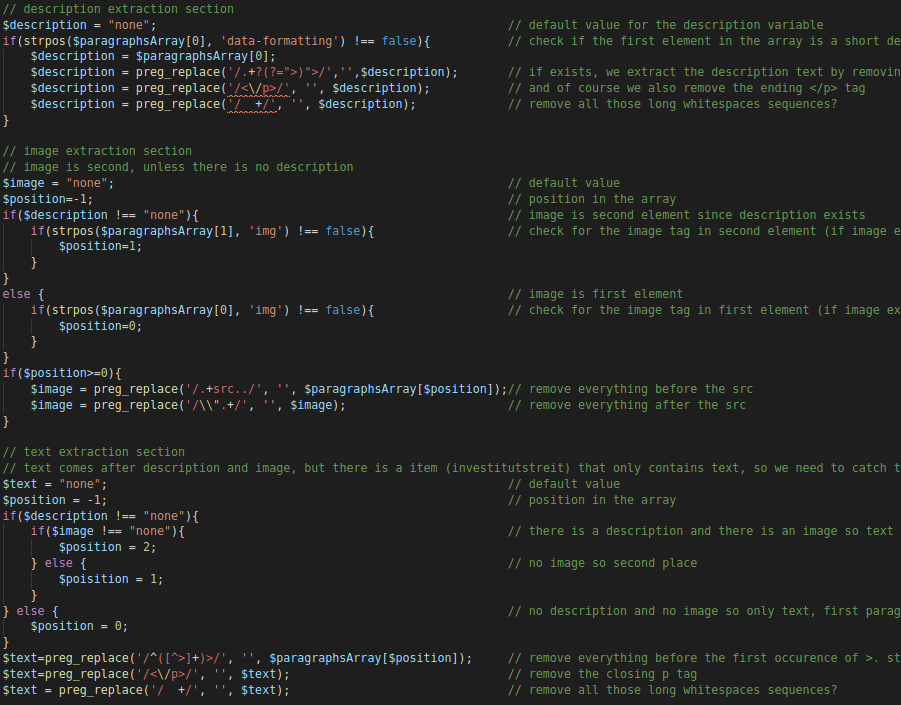 // description extraction section
$description = "none"; // default value for the description variable
if(strpos($paragraphsArray[0], 'data-formatting') !== false){ // check if the first element in the array is a short de
$description = $paragraphsArray[0];
$description = preg_replace('/.+?(?=">)">/','',$description); // if exists, we extract the description text by removin
$description = preg_replace('/<\/p>/', '', $description); // and of course we also remove the ending </p> tag
$description = preg_replace('/  +/', '', $description); // remove all those long whitespaces sequences?
}

// image extraction section
// image is second, unless there is no description
$image = "none"; // default value
$position=-1; // position in the array
if($description !== "none"){ // image is second element since description exists
if(strpos($paragraphsArray[1], 'img') !== false){ // check for the image tag in second element (if image e
$position=1;
}
}
else { // image is first element
if(strpos($paragraphsArray[0], 'img') !== false){ // check for the image tag in first element (if image ex
$position=0;
}
}
if($position>=0){
$image = preg_replace('/.+src../', '', $paragraphsArray[$position]);// remove everything before the src
$image = preg_replace('/\\".+/', '', $image); // remove everything after the src
}

// text extraction section
// text comes after description and image, but there is a item (investitutstreit) that only contains text, so we need to catch t
$text = "none"; // default value
$position = -1; // position in the array
if($description !== "none"){
if($image !== "none"){ // there is a description and there is an image so text
$position = 2;
} else { // no image so second place
$poisition = 1;
}
} else { // no description and no image so only text, first parag
$position = 0;
}
$text=preg_replace('/^([^>]+)>/', '', $paragraphsArray[$position]); // remove everything before the first occurence of >. st
$text=preg_replace('/<\/p>/', '', $text); // remove the closing p tag
$text = preg_replace('/  +/', '', $text); // remove all those long whitespaces sequences?